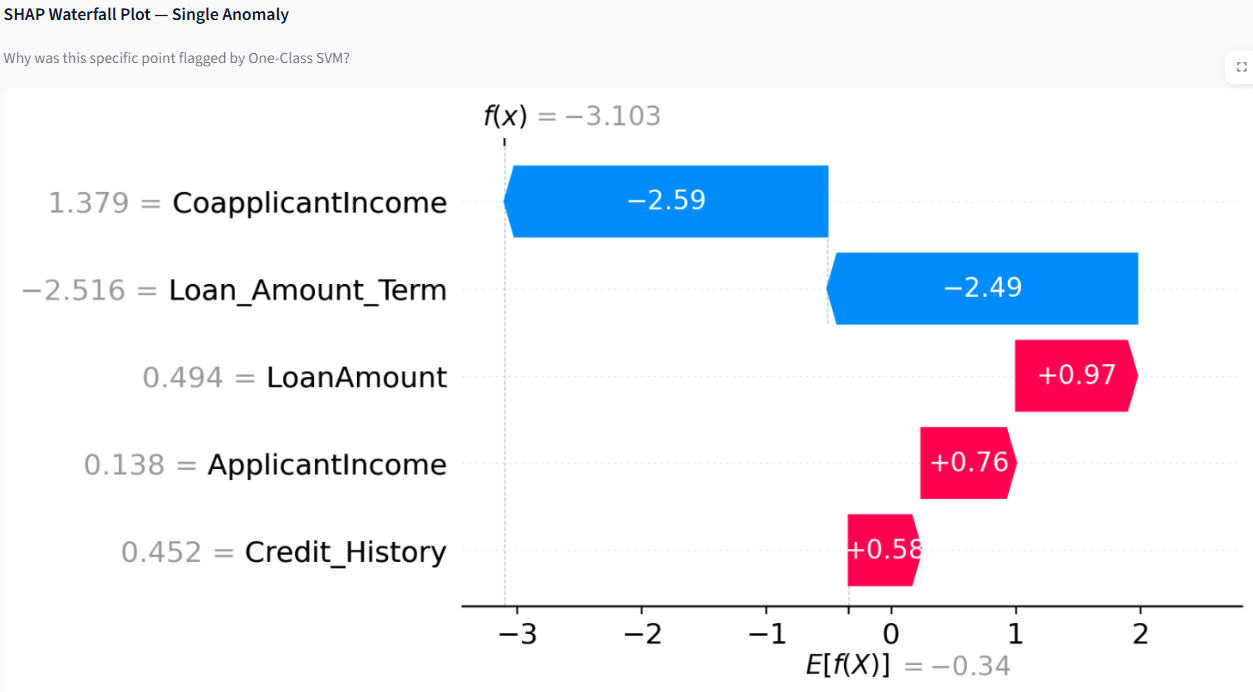 SHAP Waterfall Plot — Single Anomaly
Why was this specific point flagged by One-Class SVM?
f(x) = −3.103
1.379 = CoapplicantIncome
−2.59
−2.516 = Loan_Amount_Term
−2.49
0.494 = LoanAmount
+0.97
0.138 = ApplicantIncome
+0.76
0.452 = Credit_History
+0.58
−3 −2 −1 0 1 2
E[f(X)] = −0.34